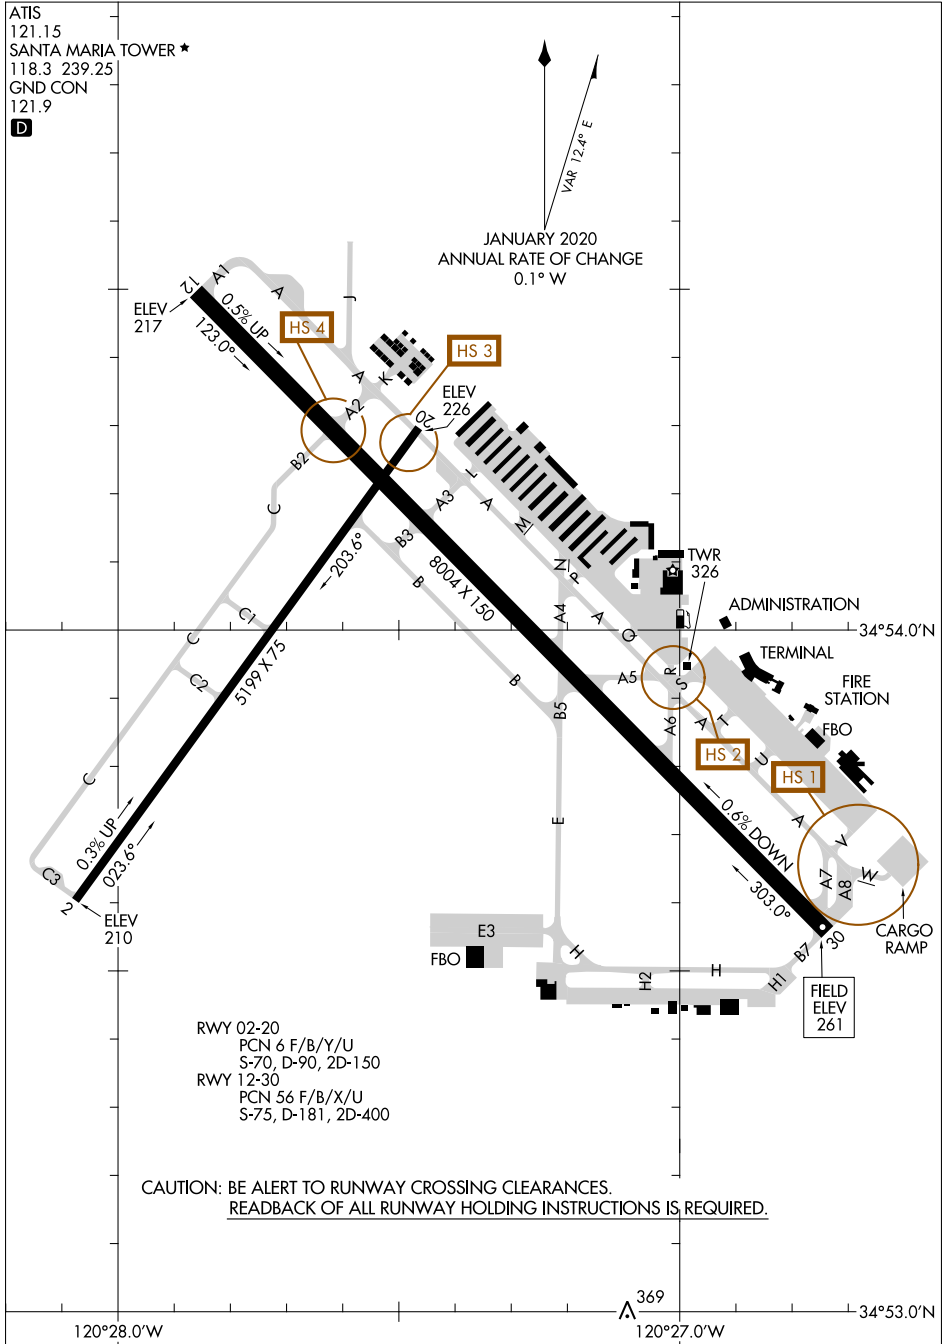 ATIS
121.15
SANTA MARIA TOWER ★
118.3 239.25
GND CON
121.9
D
VAR 12.4° E
JANUARY 2020
ANNUAL RATE OF CHANGE
0.1° W
12
A1
A
J
ELEV
217
0.5% UP
123.0°
HS 4
HS 3
A
K
ELEV
226
A2
20
B2
L
A3
A
M
C
B3
203.6°
B
8004 X 150
N
P
TWR
326
A4
A
C1
ADMINISTRATION
C
Q
34°54.0'N
5199 X 75
TERMINAL
C2
B
A5
R
S
FIRE
STATION
B5
A6
A
T
FBO
HS 2
U
HS 1
C
E
0.6% DOWN
A
V
0.3% UP
023.6°
C3
A7
A8
W
303.0°
2
ELEV
210
E3
30
CARGO
RAMP
FBO
H
B7
H2
H
H1
FIELD
ELEV
261
RWY 02-20
PCN 6 F/B/Y/U
S-70, D-90, 2D-150
RWY 12-30
PCN 56 F/B/X/U
S-75, D-181, 2D-400
CAUTION: BE ALERT TO RUNWAY CROSSING CLEARANCES.
READBACK OF ALL RUNWAY HOLDING INSTRUCTIONS IS REQUIRED.
369
34°53.0'N
120°28.0'W
120°27.0'W